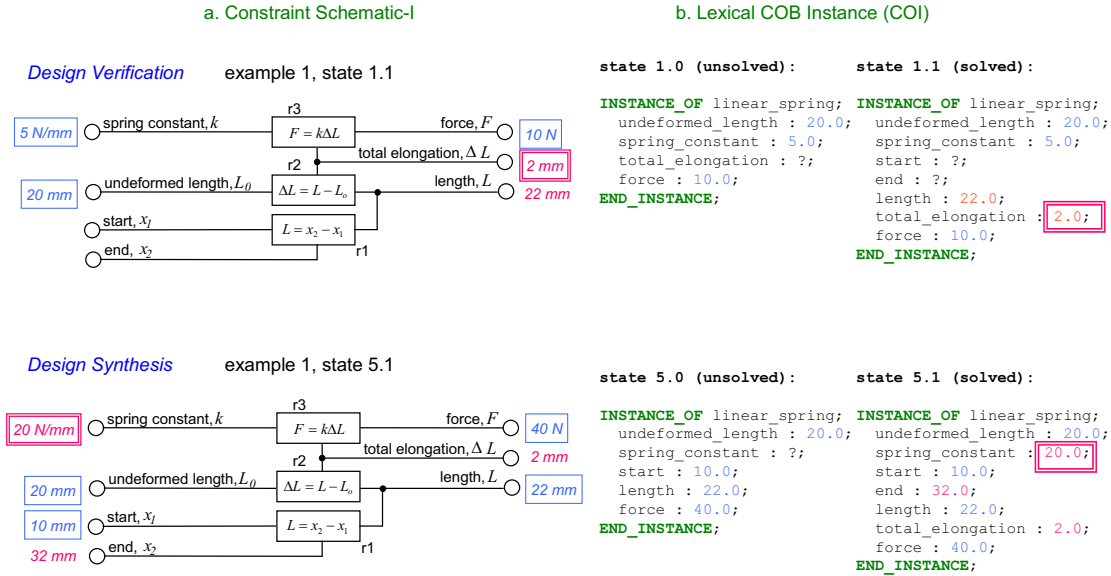 a. Constraint Schematic-I
b. Lexical COB Instance (COI)
Design Verification example 1, state 1.1
r3
5 N/mm spring constant, k F = kΔL force, F 10 N
total elongation, Δ L 2 mm
r2
20 mm undeformed length, L0 ΔL = L − Lo length, L 22 mm
start, x1 L = x2 − x1
r1
end, x2
state 1.0 (unsolved):
INSTANCE_OF linear_spring;
undeformed_length : 20.0;
spring_constant : 5.0;
total_elongation : ?;
force : 10.0;
END_INSTANCE;
state 1.1 (solved):
INSTANCE_OF linear_spring;
undeformed_length : 20.0;
spring_constant : 5.0;
start : ?;
end : ?;
length : 22.0;
total_elongation : 2.0;
force : 10.0;
END_INSTANCE;
Design Synthesis example 1, state 5.1
r3
20 N/mm spring constant, k F = kΔL force, F 40 N
total elongation, Δ L 2 mm
r2
20 mm undeformed length, L0 ΔL = L − Lo length, L 22 mm
10 mm start, x1 L = x2 − x1
r1
32 mm end, x2
state 5.0 (unsolved):
INSTANCE_OF linear_spring;
undeformed_length : 20.0;
spring_constant : ?;
start : 10.0;
length : 22.0;
force : 40.0;
END_INSTANCE;
state 5.1 (solved):
INSTANCE_OF linear_spring;
undeformed_length : 20.0;
spring_constant : 20.0;
start : 10.0;
end : 32.0;
length : 22.0;
total_elongation : 2.0;
force : 40.0;
END_INSTANCE;